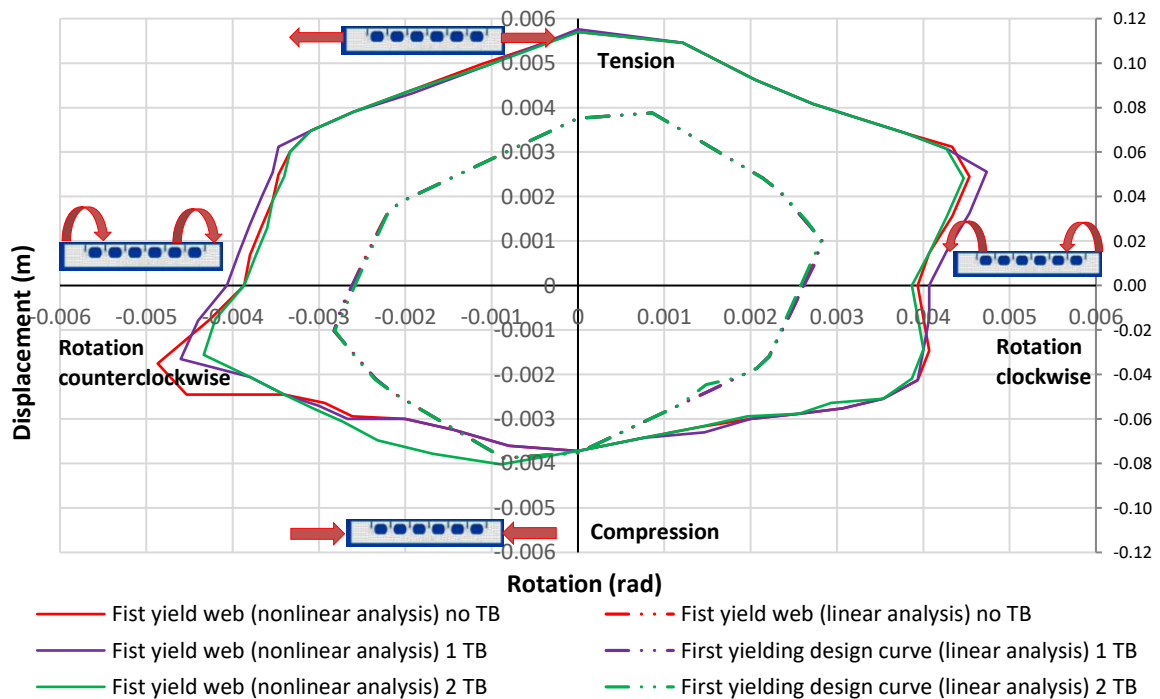 0.006
0.005
0.004
0.003
0.002
0.001
0
-0.001
-0.002
-0.003
-0.004
-0.005
-0.006
0.12
0.10
0.08
0.06
0.04
0.02
0.00
-0.02
-0.04
-0.06
-0.08
-0.10
-0.12
-0.006 -0.005 -0.004 -0.003 -0.002 -0.001 0 0.001 0.002 0.003 0.004 0.005 0.006
Tension
Rotation
counterclockwise
Rotation
clockwise
Compression
Displacement (m)
Rotation (rad)
Fist yield web (nonlinear analysis) no TB
Fist yield web (linear analysis) no TB
Fist yield web (nonlinear analysis) 1 TB
First yielding design curve (linear analysis) 1 TB
Fist yield web (nonlinear analysis) 2 TB
First yielding design curve (linear analysis) 2 TB